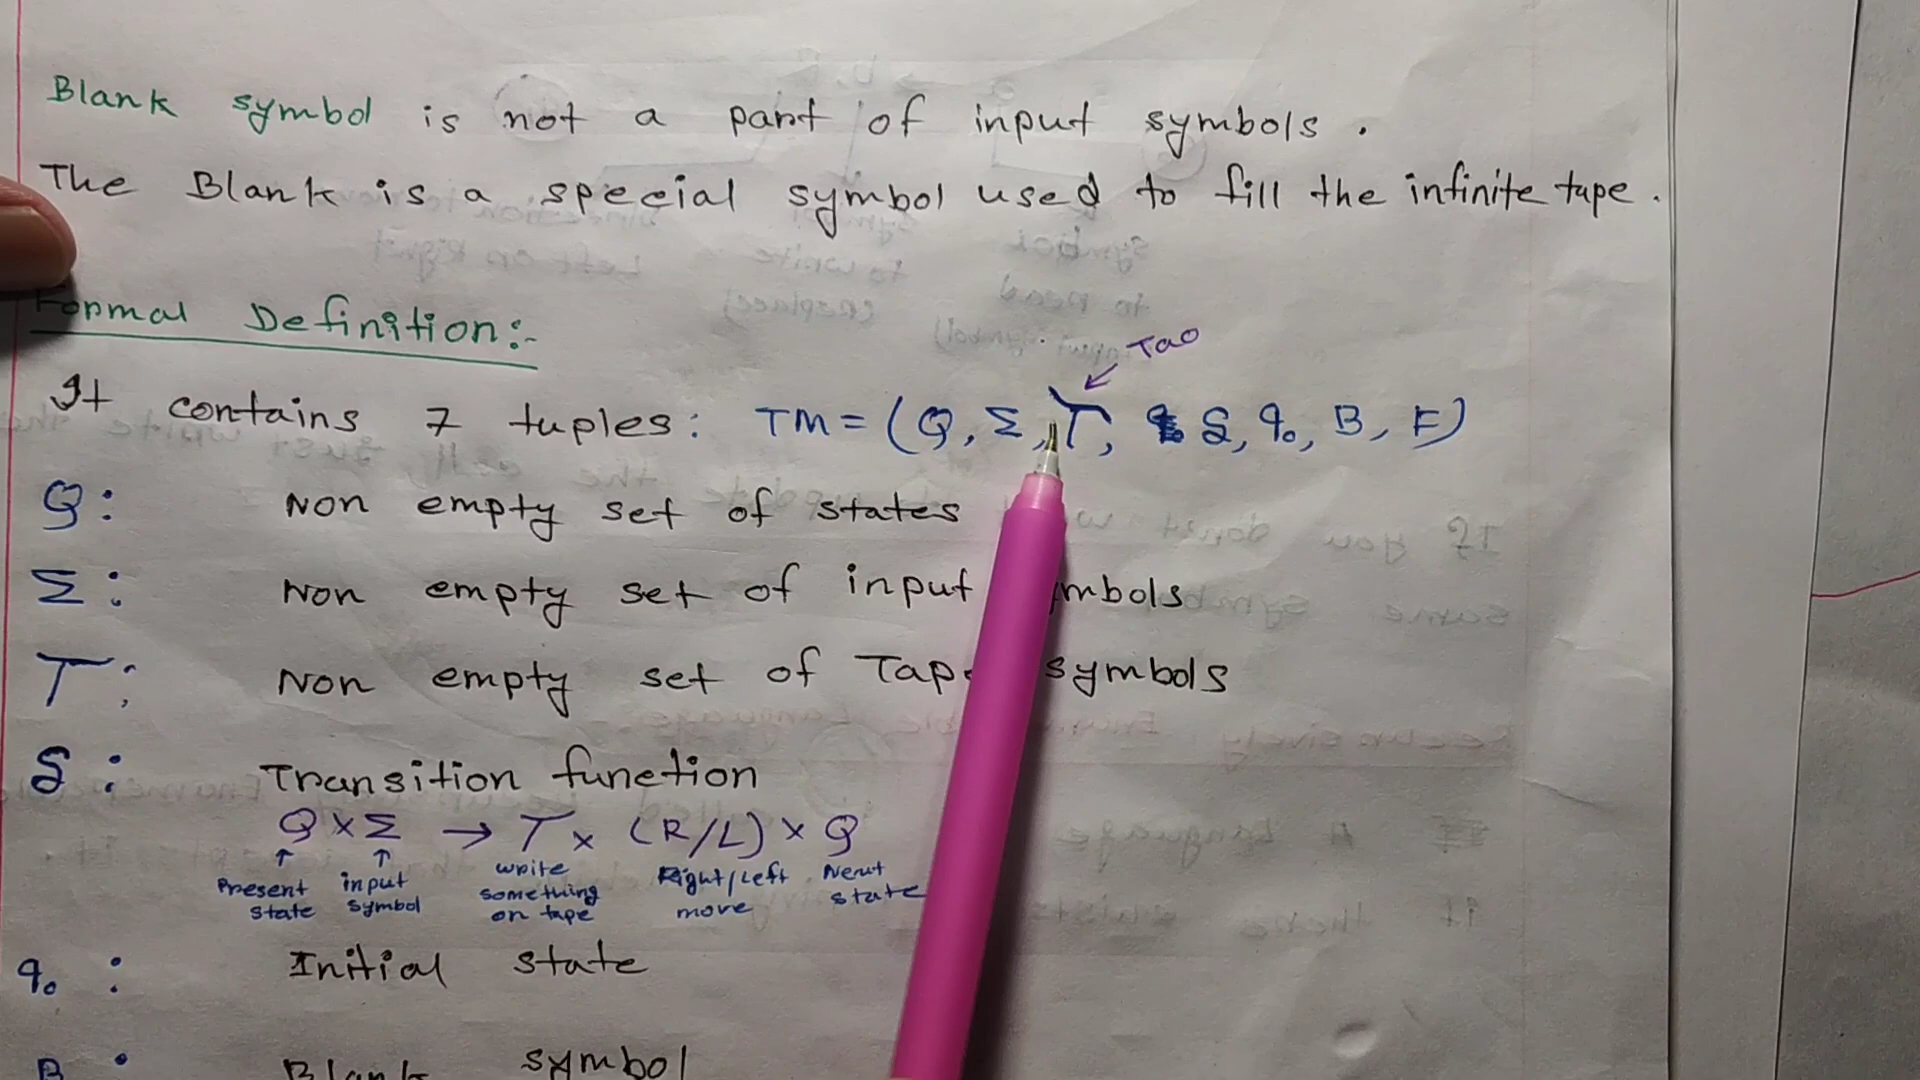 Blank symbol is not a part of input symbols.
The Blank is a special symbol used to fill the infinite tape.
Formal Definition:-
Tao
It contains 7 tuples: TM = (Q, Σ, T, δ, q0, B, F)
Q: Non empty set of states
Σ: Non empty set of input symbols
T: Non empty set of Tape symbols
δ: Transition function
Q × Σ → T × (R/L) × Q
↑ Present state ↑ input symbol write something on tape Right/Left move Next state
q0 : Initial state
B : Blank symbol